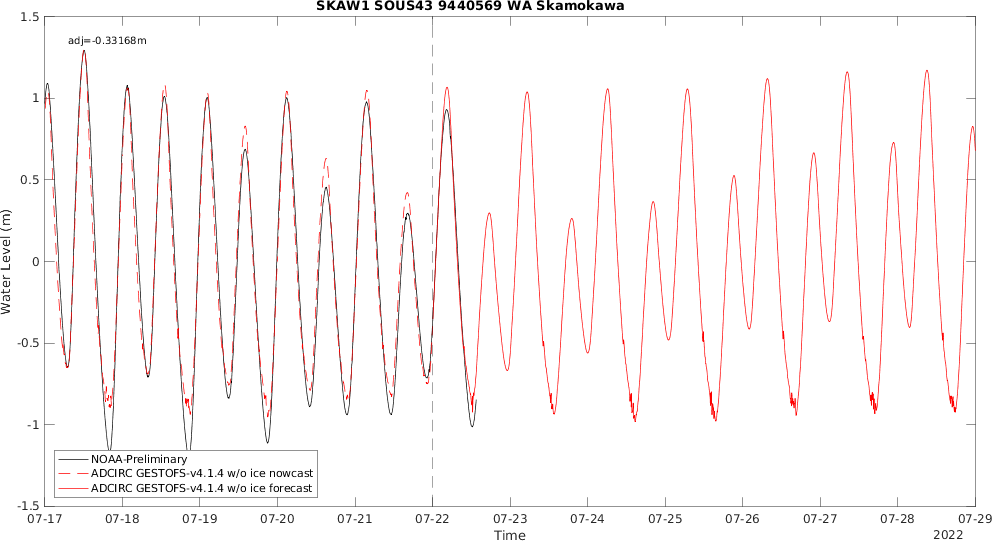 SKAW1 SOUS43 9440569 WA Skamokawa
adj=-0.33168m
1.5
1
0.5
0
-0.5
-1
-1.5
Water Level (m)
NOAA-Preliminary
ADCIRC GESTOFS-v4.1.4 w/o ice nowcast
ADCIRC GESTOFS-v4.1.4 w/o ice forecast
07-17 07-18 07-19 07-20 07-21 07-22 07-23 07-24 07-25 07-26 07-27 07-28 07-29
Time
2022